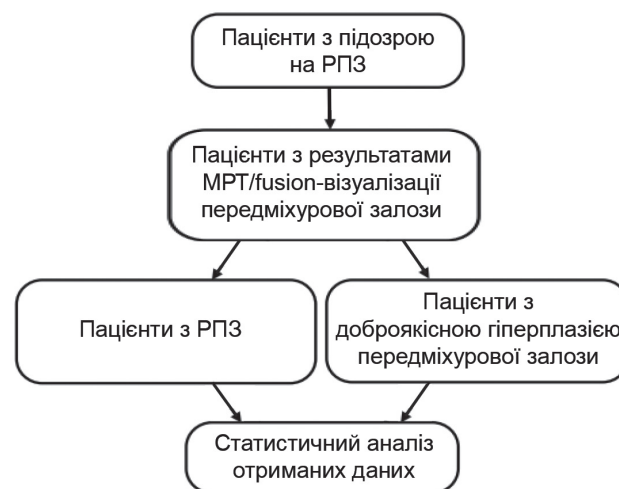 Пацієнти з підозрою
на РПЗ
Пацієнти з результатами
МРТ/fusion-візуалізації
передміхурової залози
Пацієнти з РПЗ
Пацієнти з
доброякісною гіперплазією
передміхурової залози
Статистичний аналіз
отриманих даних